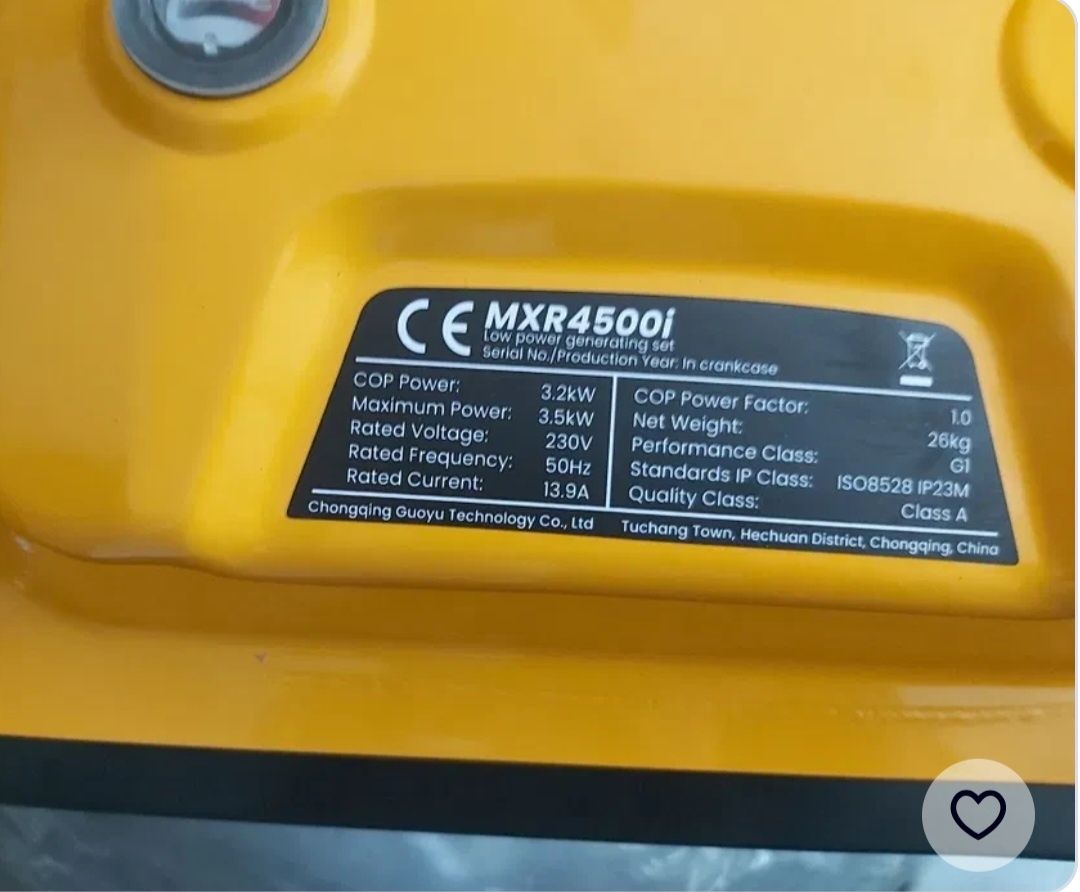 CE MXR4500i
Low power generating set
Serial No./Production Year: In crankcase
COP Power: 3.2kW
Maximum Power: 3.5kW
Rated Voltage: 230V
Rated Frequency: 50Hz
Rated Current: 13.9A
COP Power Factor: 1.0
Net Weight: 26kg
Performance Class: G1
Standards IP Class: ISO8528 IP23M
Quality Class: Class A
Chongqing Guoyu Technology Co., Ltd Tuchang Town, Hechuan District, Chongqing, China